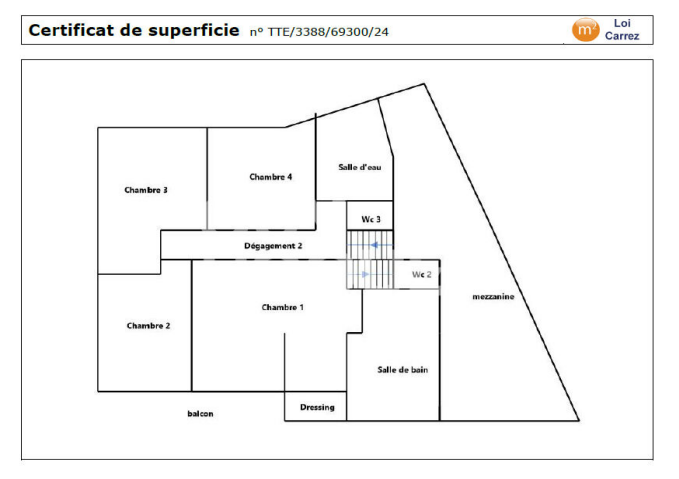 Certificat de superficie n° TTE/3388/69300/24
m² Loi
Carrez
Salle d'eau
Chambre 4
Chambre 3
Wc 3
Dégagement 2
Wc 2
mezzanine
Chambre 1
Chambre 2
Salle de bain
Dressing
balcon